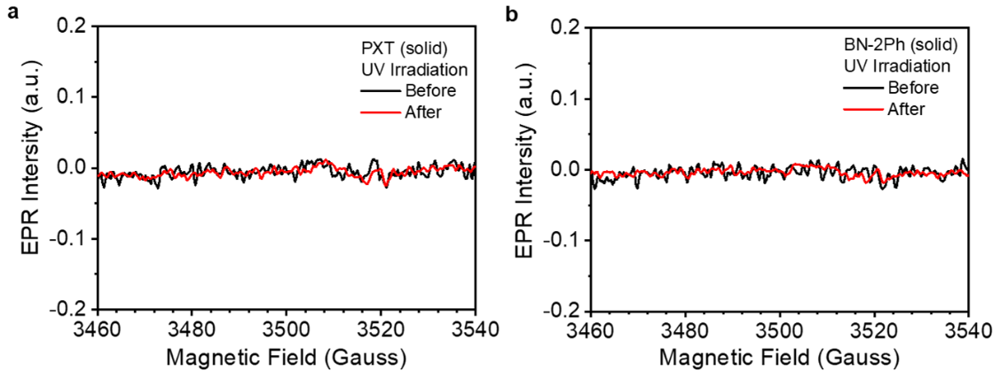 a
0.2
0.1
0.0
-0.1
-0.2
EPR Intersity (a.u.)
PXT (solid)
UV Irradiation
Before
After
3460 3480 3500 3520 3540
Magnetic Field (Gauss)
b
0.2
0.1
0.0
-0.1
-0.2
EPR Intensity (a.u.)
BN-2Ph (solid)
UV Irradiation
Before
After
3460 3480 3500 3520 3540
Magnetic Field (Gauss)